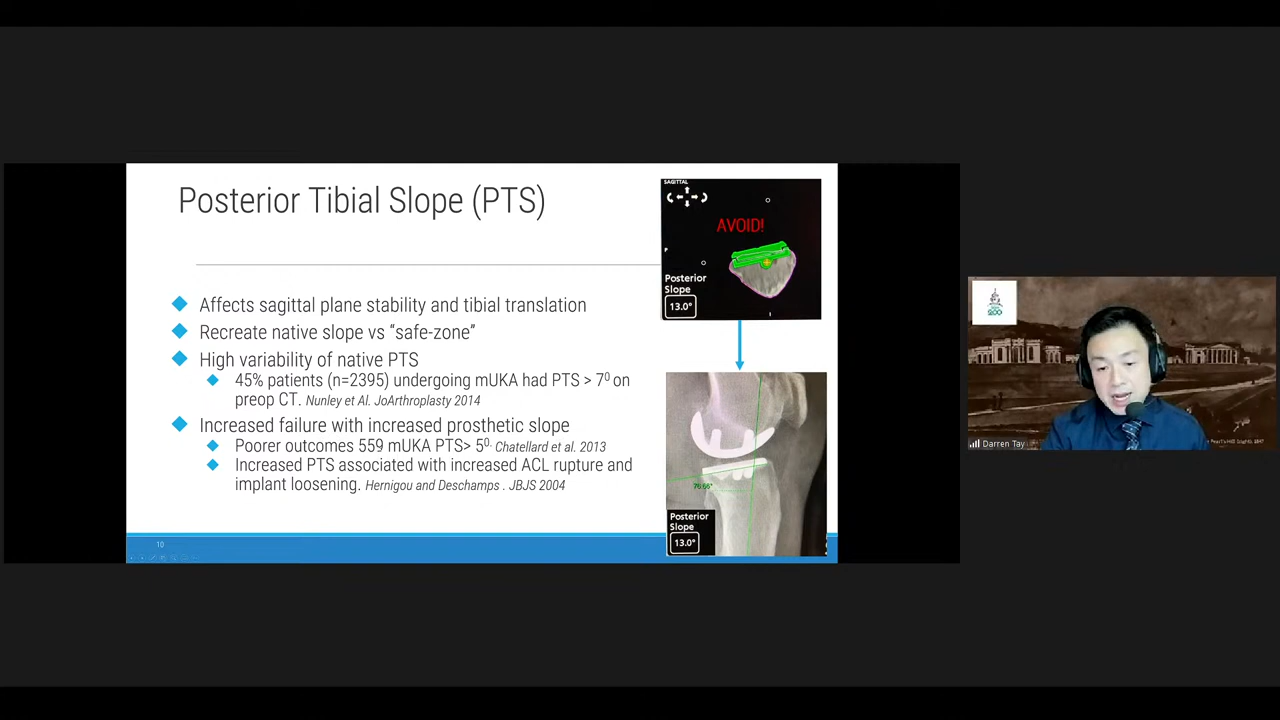 Posterior Tibial Slope (PTS)
Affects sagittal plane stability and tibial translation
Recreate native slope vs “safe-zone”
High variability of native PTS
45% patients (n=2395) undergoing mUKA had PTS > 7⁰ on
preop CT. Nunley et Al. JoArthroplasty 2014
Increased failure with increased prosthetic slope
Poorer outcomes 559 mUKA PTS> 5⁰. Chatellard et al. 2013
Increased PTS associated with increased ACL rupture and
implant loosening. Hernigou and Deschamps . JBJS 2004
10
SAGITTAL
AVOID!
P
Posterior
Slope
13.0°
76.66°
Posterior
Slope
13.0°
200
Darren Tay